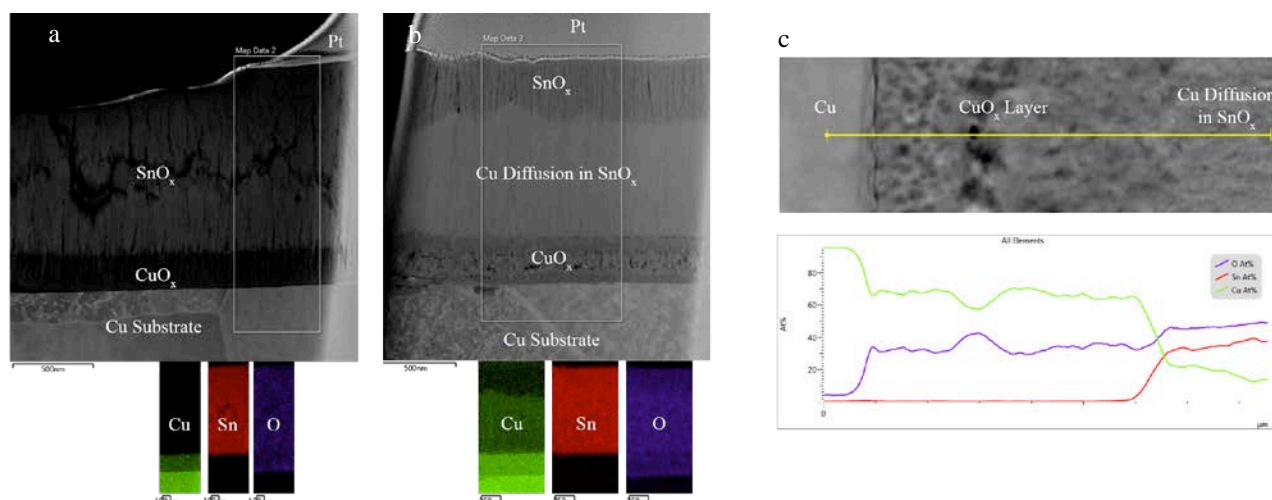 a
Map Data 2
Pt
SnOx
CuOx
Cu Substrate
500nm
Cu
Sn
O
b
Map Data 3
Pt
SnOx
Cu Diffusion in SnOx
CuOx
Cu Substrate
500nm
Cu
Sn
O
c
Cu
CuOx Layer
Cu Diffusion
in SnOx
All Elements
O At%
Sn At%
Cu At%
At%
80
60
40
20
0
μm